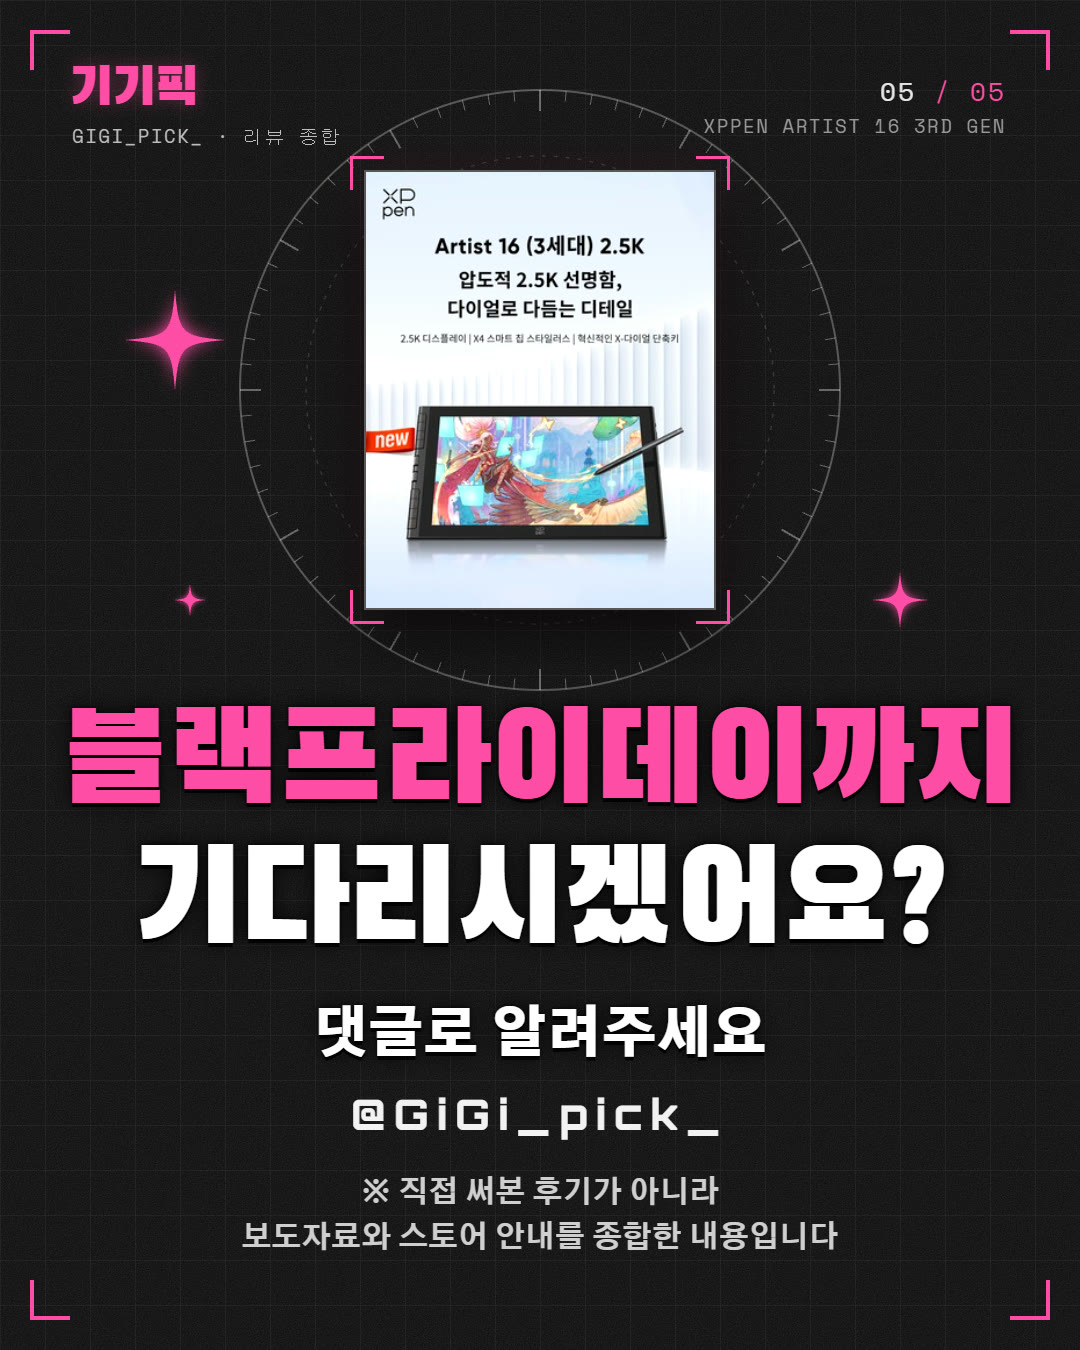 기기픽
GIGI_PICK_ · 리뷰 종합
05 / 05
XPPEN ARTIST 16 3RD GEN
XP
pen
Artist 16 (3세대) 2.5K
압도적 2.5K 선명함,
다이얼로 다듬는 디테일
2.5K 디스플레이 | X4 스마트 칩 스타일러스 | 혁신적인 X-다이얼 단축키
new
블랙프라이데이까지
기다리시겠어요?
댓글로 알려주세요
@GiGi_pick_
※ 직접 써본 후기가 아니라
보도자료와 스토어 안내를 종합한 내용입니다